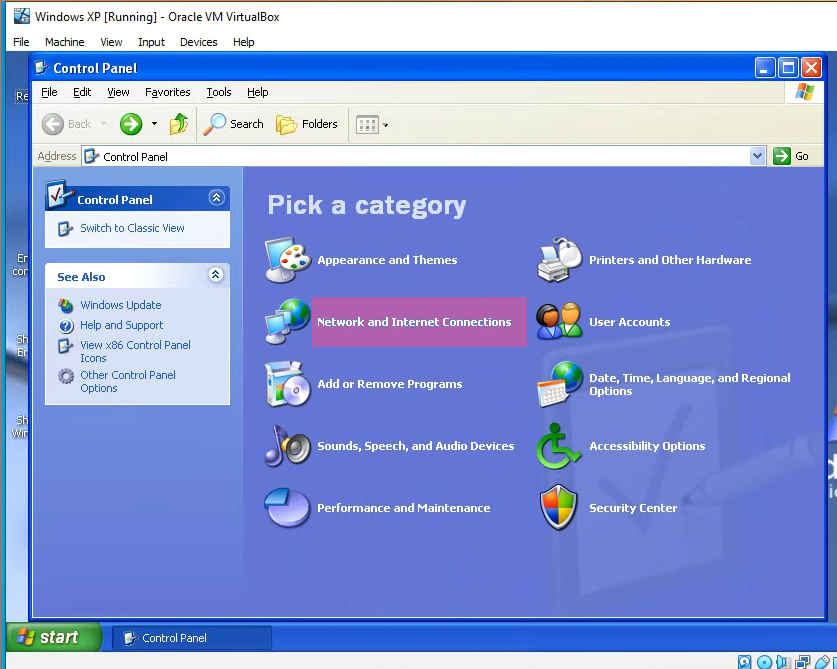 Windows XP [Running] - Oracle VM VirtualBox
File Machine View Input Devices Help
Control Panel
File Edit View Favorites Tools Help
Back Search Folders
Address Control Panel Go
Control Panel
Switch to Classic View
See Also
Windows Update
Help and Support
View x86 Control Panel
Icons
Other Control Panel
Options
Pick a category
Appearance and Themes
Printers and Other Hardware
Network and Internet Connections
User Accounts
Add or Remove Programs
Date, Time, Language, and Regional
Options
Sounds, Speech, and Audio Devices
Accessibility Options
Performance and Maintenance
Security Center
start Control Panel